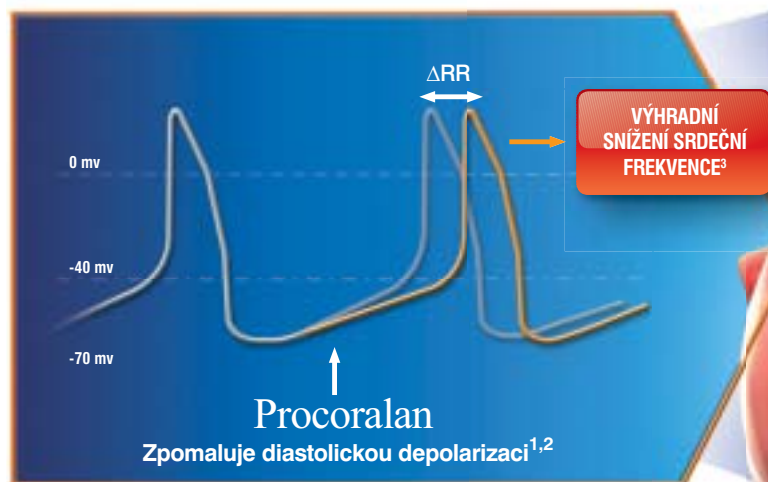 ΔRR
VÝHRADNÍ
SNÍŽENÍ SRDEČNÍ
FREKVENCE³
0 mv
-40 mv
-70 mv
Procoralan
Zpomaluje diastolickou depolarizaci¹,²